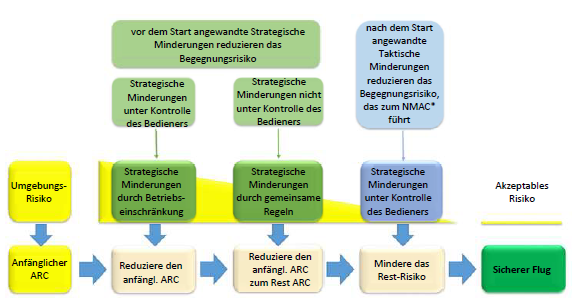 vor dem Start angewandte Strategische
Minderungen reduzieren das
Begegnungsrisiko
nach dem Start
angewandte
Taktische
Minderungen
reduzieren das
Begegnungsrisiko,
das zum NMAC*
führt
Strategische
Minderungen
unter Kontrolle
des Bedieners
Strategische
Minderungen nicht
unter Kontrolle des
Bedieners
Umgebungs-
Risiko
Strategische
Minderungen
durch Betriebs-
einschränkung
Strategische
Minderungen
durch gemeinsame
Regeln
Strategische
Minderungen
unter Kontrolle
des Bedieners
Akzeptables
Risiko
Anfänglicher
ARC
Reduziere den
anfängl. ARC
Reduziere den
anfängl. ARC
zum Rest ARC
Mindere das
Rest-Risiko
Sicherer Flug